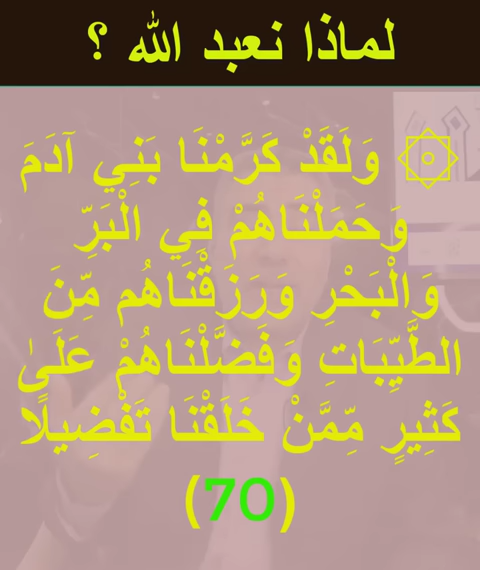 لماذا نعبد الله ؟
۞ وَلَقَدْ كَرَّمْنَا بَنِي آدَمَ
وَحَمَلْنَاهُمْ فِي الْبَرِّ
وَالْبَحْرِ وَرَزَقْنَاهُم مِّنَ
الطَّيِّبَاتِ وَفَضَّلْنَاهُمْ عَلَىٰ
كَثِيرٍ مِّمَّنْ خَلَقْنَا تَفْضِيلًا
(70)